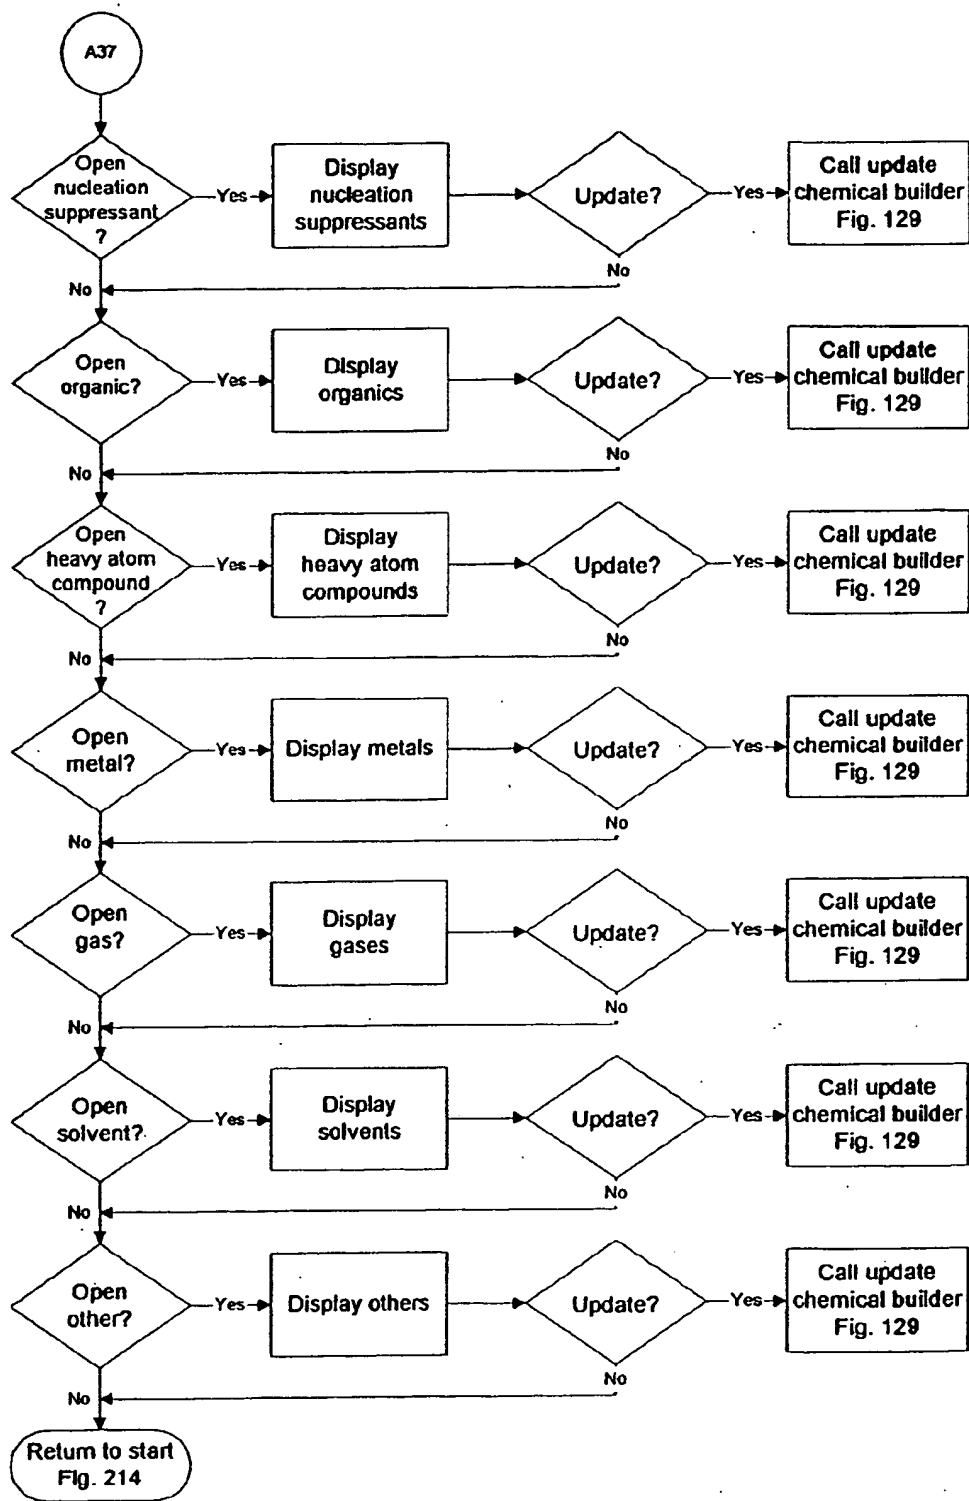 A37
Open
nucleation
suppressant
?
Yes
Display
nucleation
suppressants
Update?
Yes
Call update
chemical builder
Fig. 129
No
No
Open
organic?
Yes
Display
organics
Update?
Yes
Call update
chemical builder
Fig. 129
No
No
Open
heavy atom
compound
?
Yes
Display
heavy atom
compounds
Update?
Yes
Call update
chemical builder
Fig. 129
No
No
Open
metal?
Yes
Display metals
Update?
Yes
Call update
chemical builder
Fig. 129
No
No
Open
gas?
Yes
Display
gases
Update?
Yes
Call update
chemical builder
Fig. 129
No
No
Open
solvent?
Yes
Display
solvents
Update?
Yes
Call update
chemical builder
Fig. 129
No
No
Open
other?
Yes
Display others
Update?
Yes
Call update
chemical builder
Fig. 129
No
No
Return to start
Fig. 214